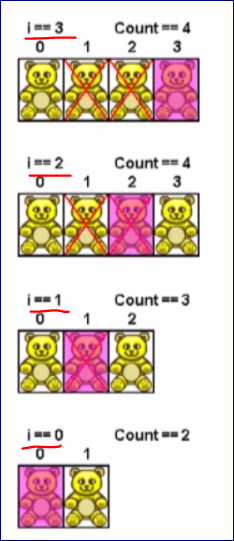 i == 3 Count == 4
0 1 2 3
i == 2 Count == 4
0 1 2 3
i == 1 Count == 3
0 1 2
i == 0 Count == 2
0 1